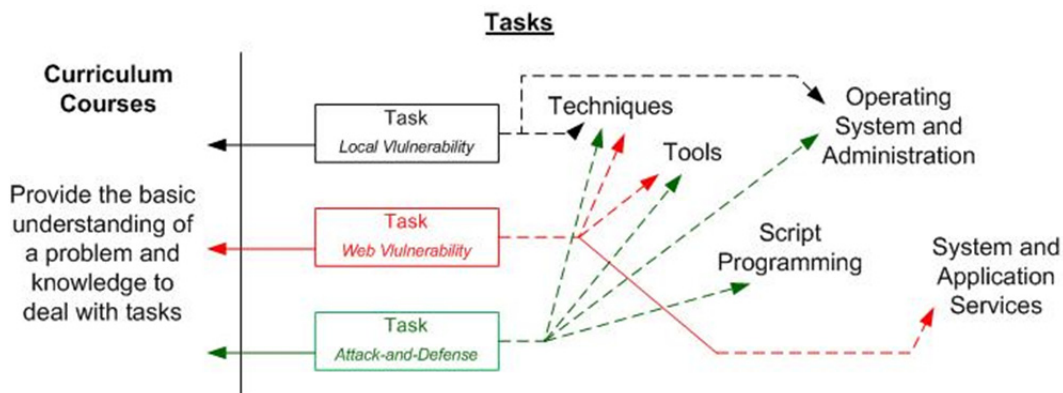 Tasks
Curriculum
Courses
Provide the basic
understanding of
a problem and
knowledge to
deal with tasks
Task
Local Vlulnerability
Task
Web Vlulnerability
Task
Attack-and-Defense
Techniques
Tools
Operating
System and
Administration
Script
Programming
System and
Application
Services